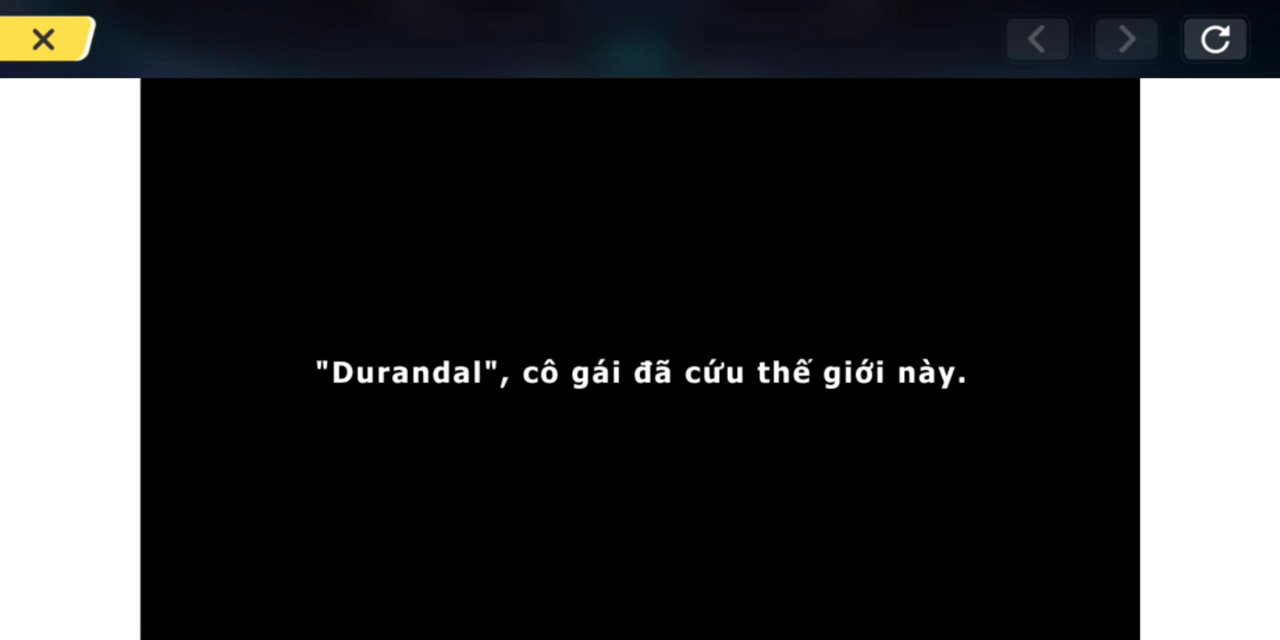 "Durandal", cô gái đã cứu thế giới này.